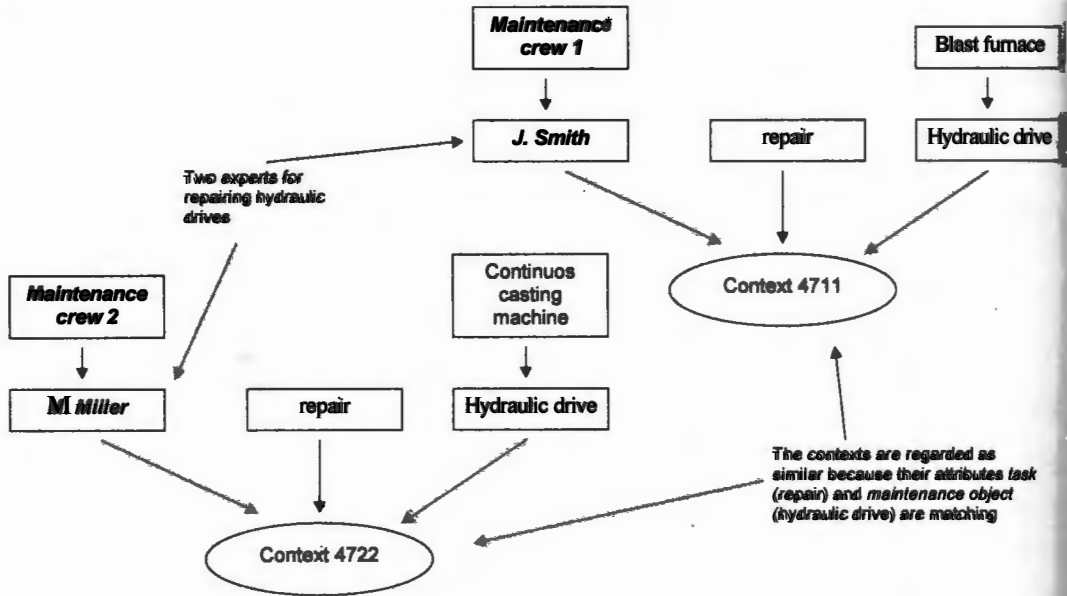 Maintenance
crew 1
Blast furnace
J. Smith
repair
Hydraulic drive
Two experts for
repairing hydraulic
drives
Continuos
casting
machine
Context 4711
Maintenance
crew 2
M Miller
repair
Hydraulic drive
The contexts are regarded as
similar because their attributes task
(repair) and maintenance object
(hydraulic drive) are matching
Context 4722